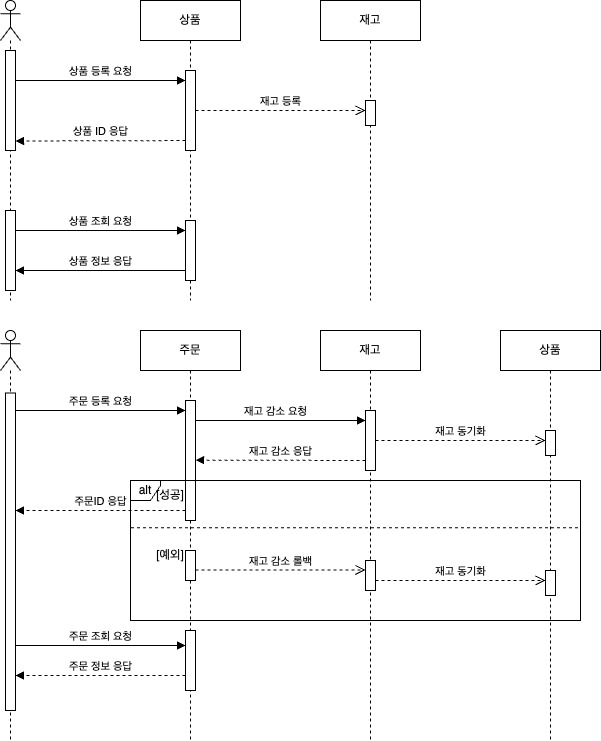 상품
재고
상품 등록 요청
재고 등록
상품 ID 응답
상품 조회 요청
상품 정보 응답
주문
재고
상품
주문 등록 요청
재고 감소 요청
재고 동기화
재고 감소 응답
alt
[성공]
주문ID 응답
[예외]
재고 감소 롤백
재고 동기화
주문 조회 요청
주문 정보 응답